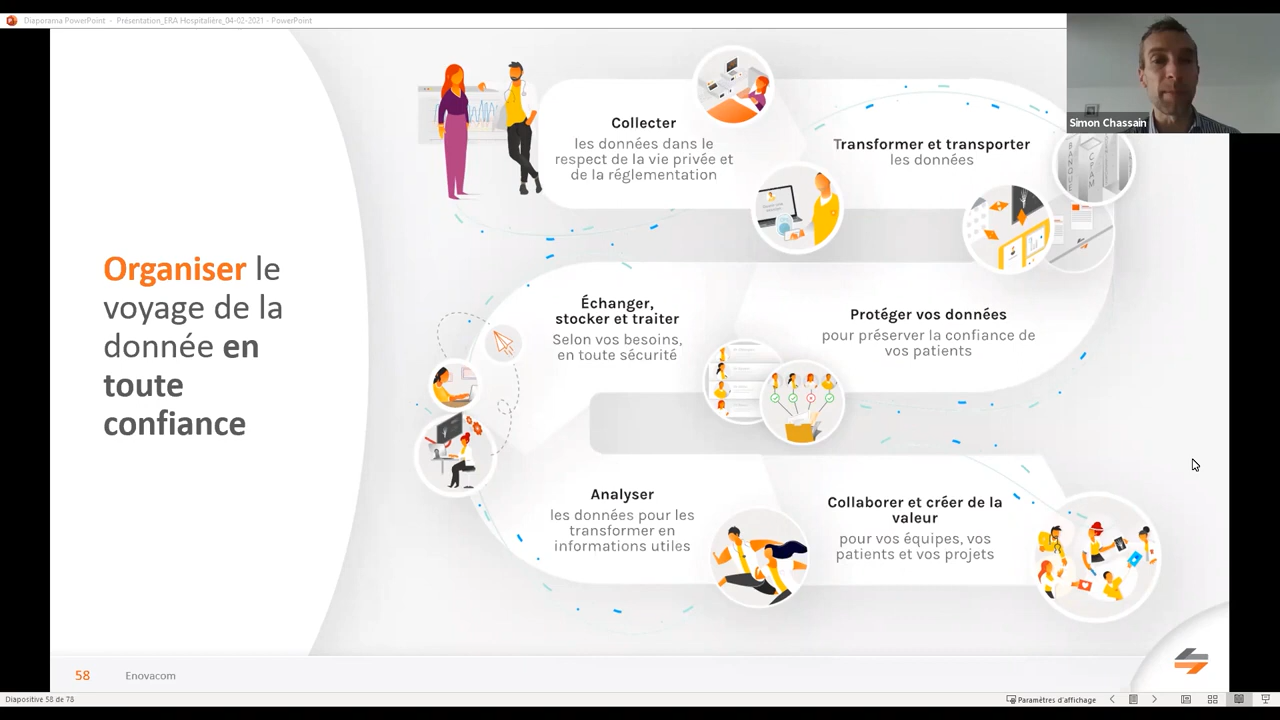 Diaporama PowerPoint - Présentation_ERA Hospitalière_04-02-2021 - PowerPoint
Simon Chassain
Collecter
les données dans le
respect de la vie privée et
de la réglementation
Transformer et transporter
les données
BANQUE
CPAM
Organiser le
voyage de la
donnée en
toute
confiance
Échanger,
stocker et traiter
Selon vos besoins,
en toute sécurité
Protéger vos données
pour préserver la confiance de
vos patients
Analyser
les données pour les
transformer en
informations utiles
Collaborer et créer de la
valeur
pour vos équipes, vos
patients et vos projets
58
Enovacom
Diapositive 58 de 78
Paramètres d'affichage